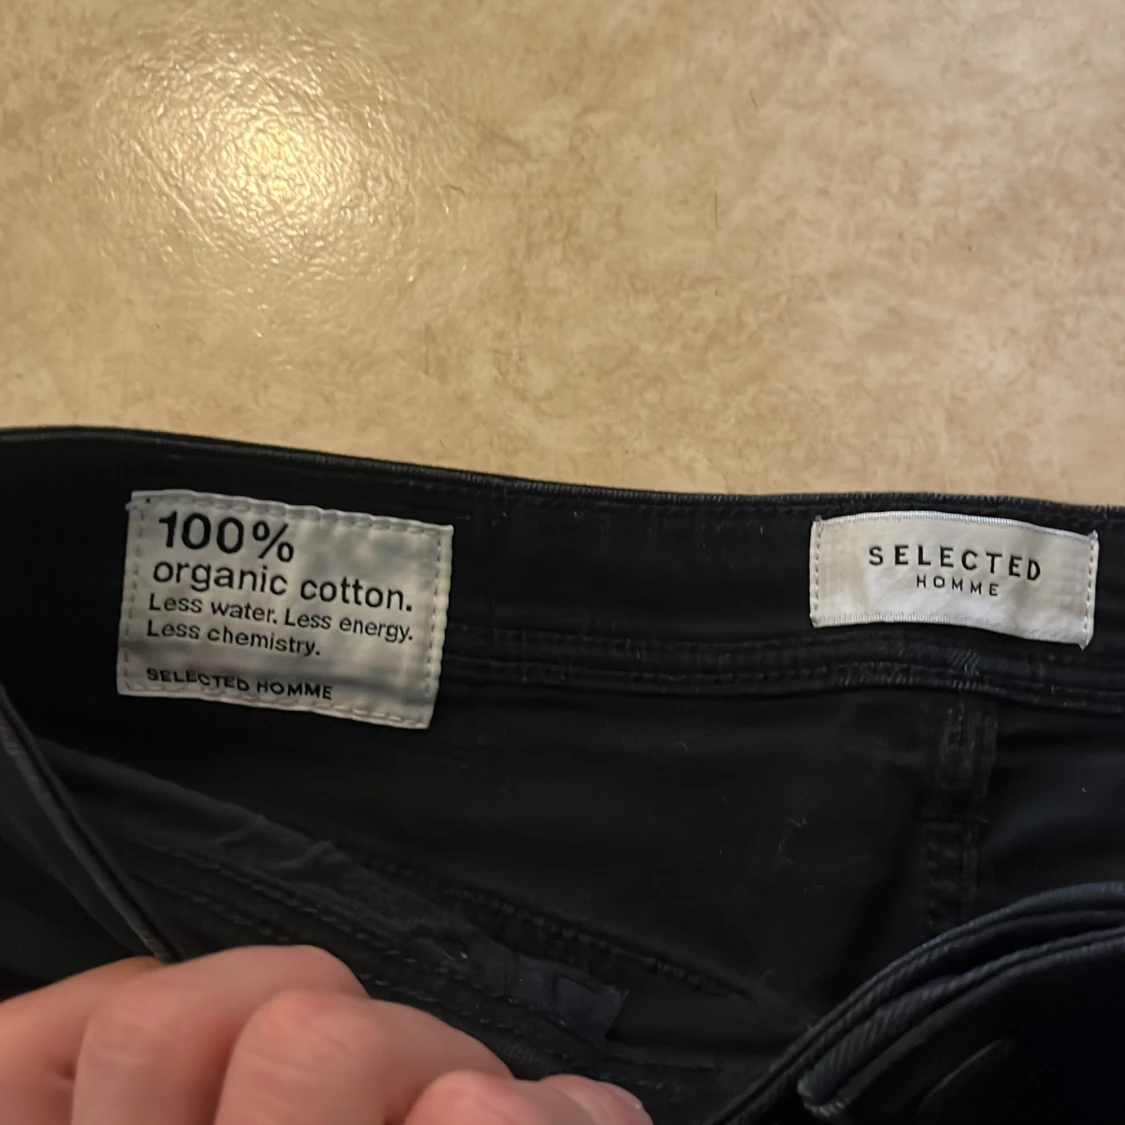 100%
organic cotton.
Less water. Less energy.
Less chemistry.
SELECTED HOMME
SELECTED
HOMME